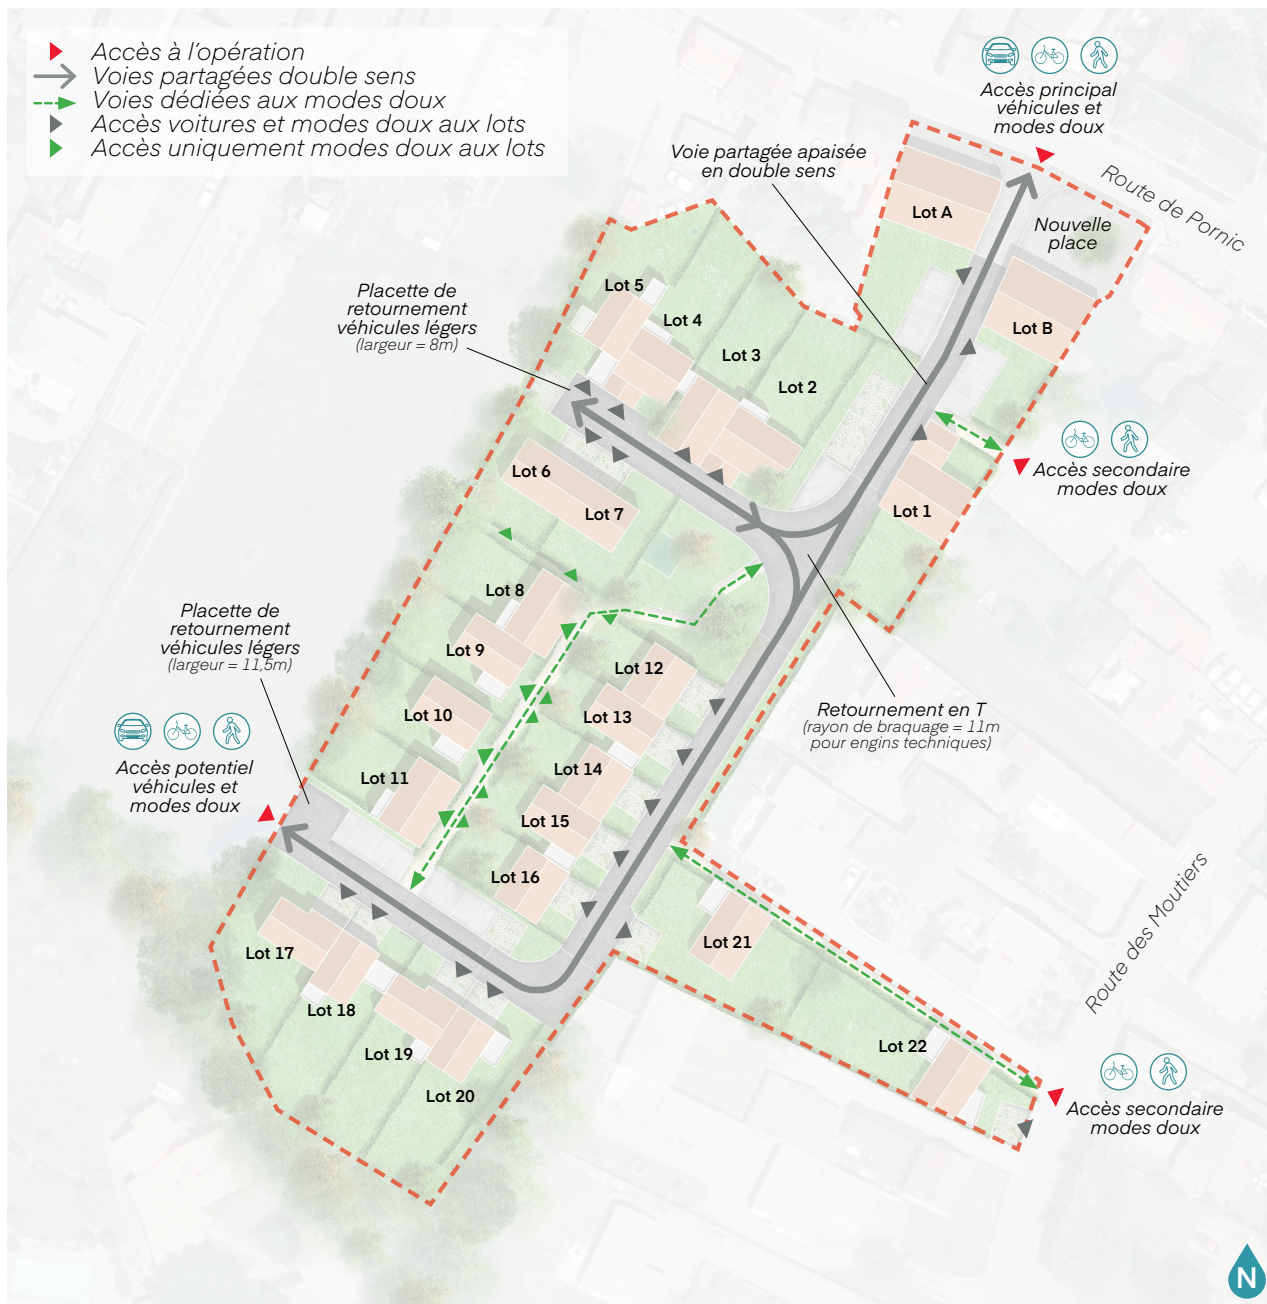 Accès à l'opération
Voies partagées double sens
Voies dédiées aux modes doux
Accès voitures et modes doux aux lots
Accès uniquement modes doux aux lots
Accès principal
véhicules et
modes doux
Voie partagée apaisée
en double sens
Route de Pornic
Lot A
Nouvelle
place
Placette de
retournement
véhicules légers
(largeur = 8m)
Lot 5
Lot 4
Lot B
Lot 3
Lot 2
Accès secondaire
modes doux
Lot 6
Lot 7
Lot 1
Lot 8
Placette de
retournement
véhicules légers
(largeur = 11,5m)
Lot 9
Lot 12
Lot 10
Lot 13
Retournement en T
(rayon de braquage = 11m
pour engins techniques)
Accès potentiel
véhicules et
modes doux
Lot 11
Lot 14
Lot 15
Lot 16
Route des Moutiers
Lot 17
Lot 21
Lot 18
Lot 19
Lot 22
Lot 20
Accès secondaire
modes doux
N